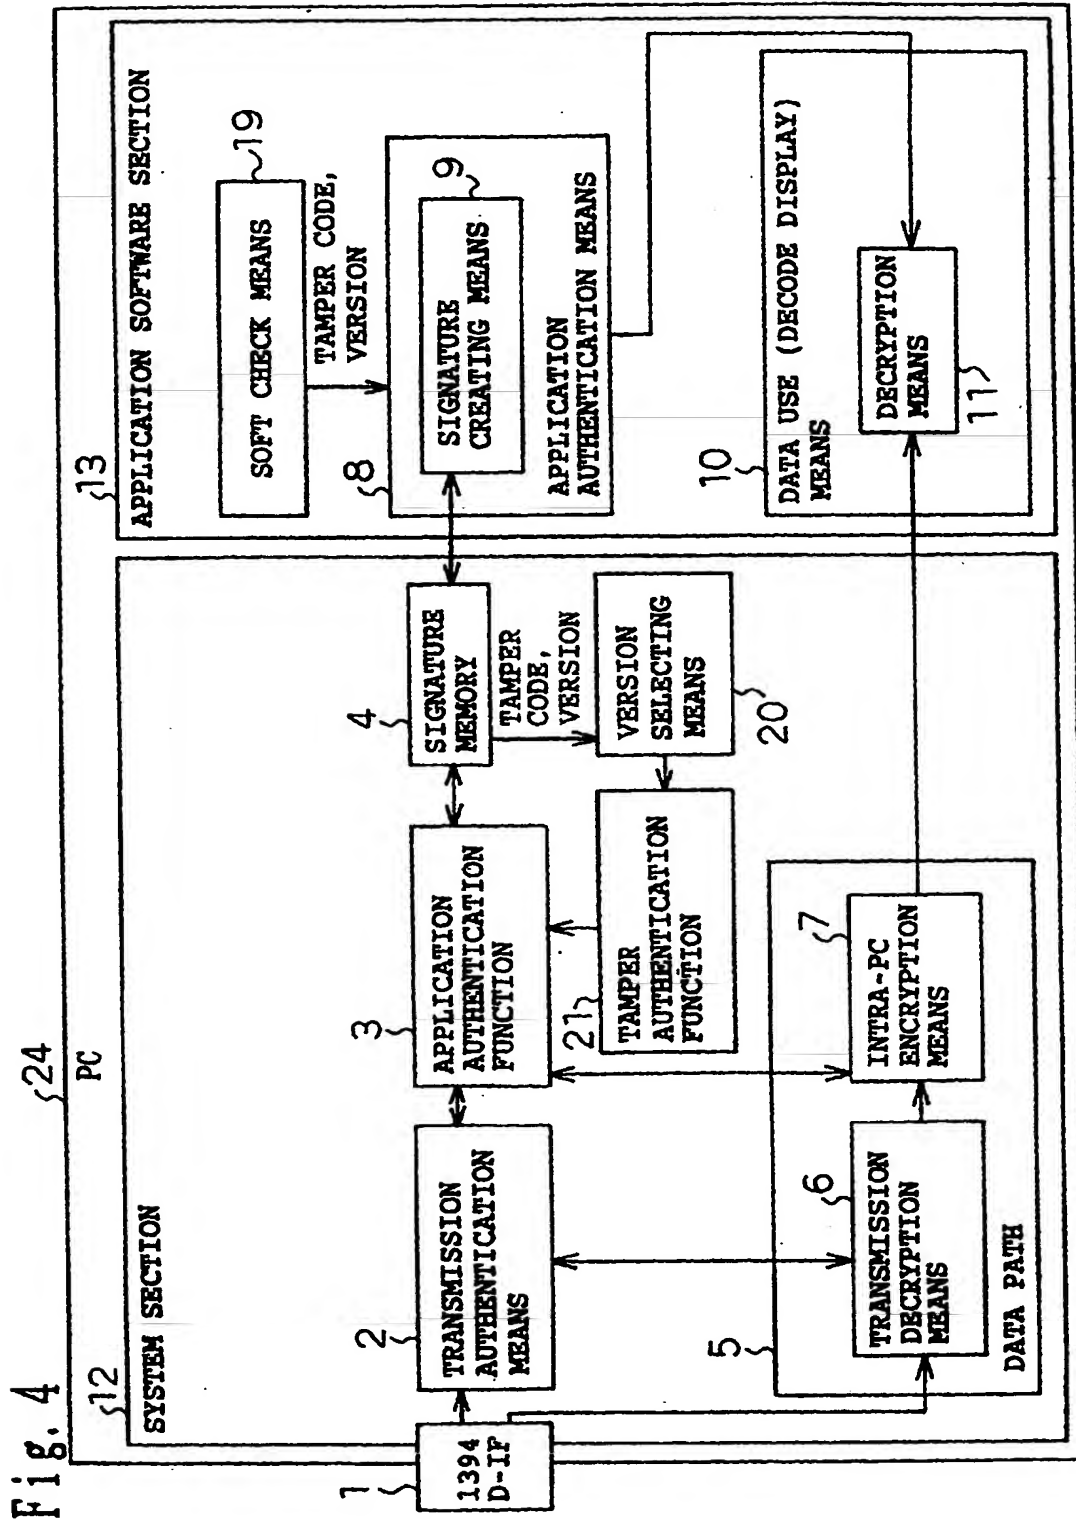 Fig. 4
24
PC
12
SYSTEM SECTION
1
1394
D-IF
2
TRANSMISSION
AUTHENTICATION
MEANS
3
APPLICATION
AUTHENTICATION
FUNCTION
4
SIGNATURE
MEMORY
TAMPER
CODE,
VERSION
VERSION
SELECTING
MEANS
20
21
TAMPER
AUTHENTICATION
FUNCTION
5
6
TRANSMISSION
DECRYPTION
MEANS
7
INTRA-PC
ENCRYPTION
MEANS
DATA PATH
13
APPLICATION SOFTWARE SECTION
SOFT CHECK MEANS
19
TAMPER CODE,
VERSION
8
9
SIGNATURE
CREATING MEANS
APPLICATION
AUTHENTICATION MEANS
10
DATA USE (DECODE DISPLAY)
MEANS
DECRYPTION
MEANS
11